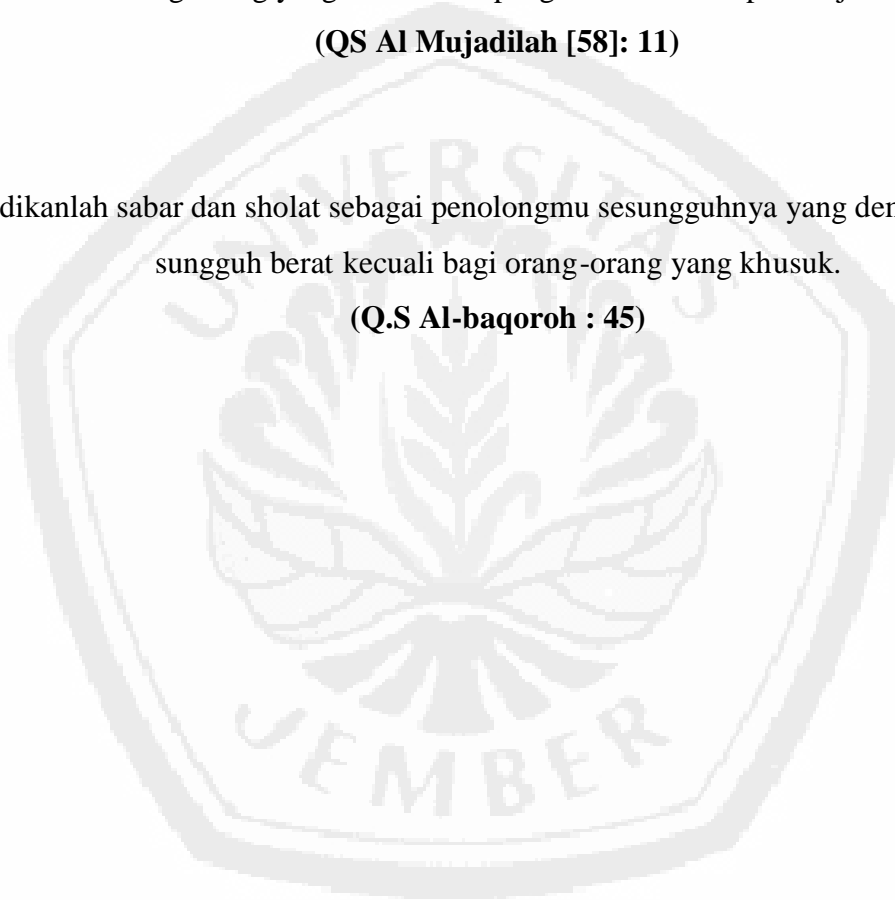 (QS Al Mujadilah [58]: 11)
dikanlah sabar dan sholat sebagai penolongmu sesungguhnya yang
sungguh berat kecuali bagi orang-orang yang khusuk.
(Q.S Al-baqoroh : 45)
UNIVERSITAS
JEMBER